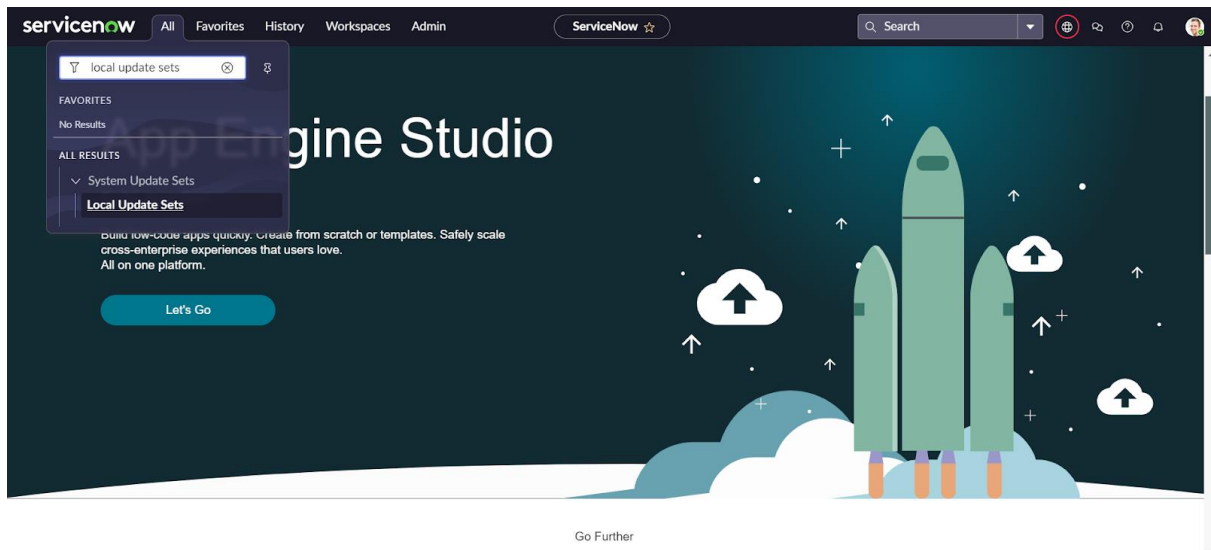 servicenow All Favorites History Workspaces Admin ServiceNow Search
local update sets
FAVORITES
No Results
App Engine Studio
ALL RESULTS
System Update Sets
Local Update Sets
Build low-code apps quickly. Create from scratch or templates. Safely scale
cross-enterprise experiences that users love.
All on one platform.
Let's Go
Go Further